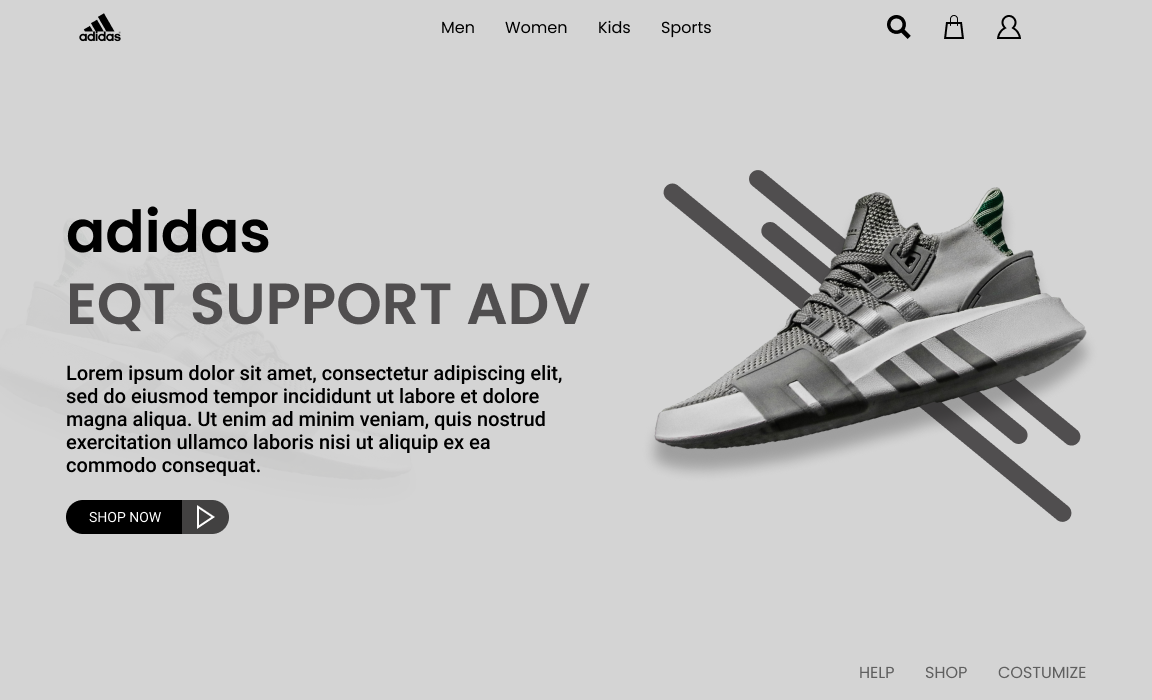 adidas
Men Women Kids Sports
adidas
EQT SUPPORT ADV
Lorem ipsum dolor sit amet, consectetur adipiscing elit,
sed do eiusmod tempor incididunt ut labore et dolore
magna aliqua. Ut enim ad minim veniam, quis nostrud
exercitation ullamco laboris nisi ut aliquip ex ea
commodo consequat.
SHOP NOW
HELP SHOP COSTUMIZE